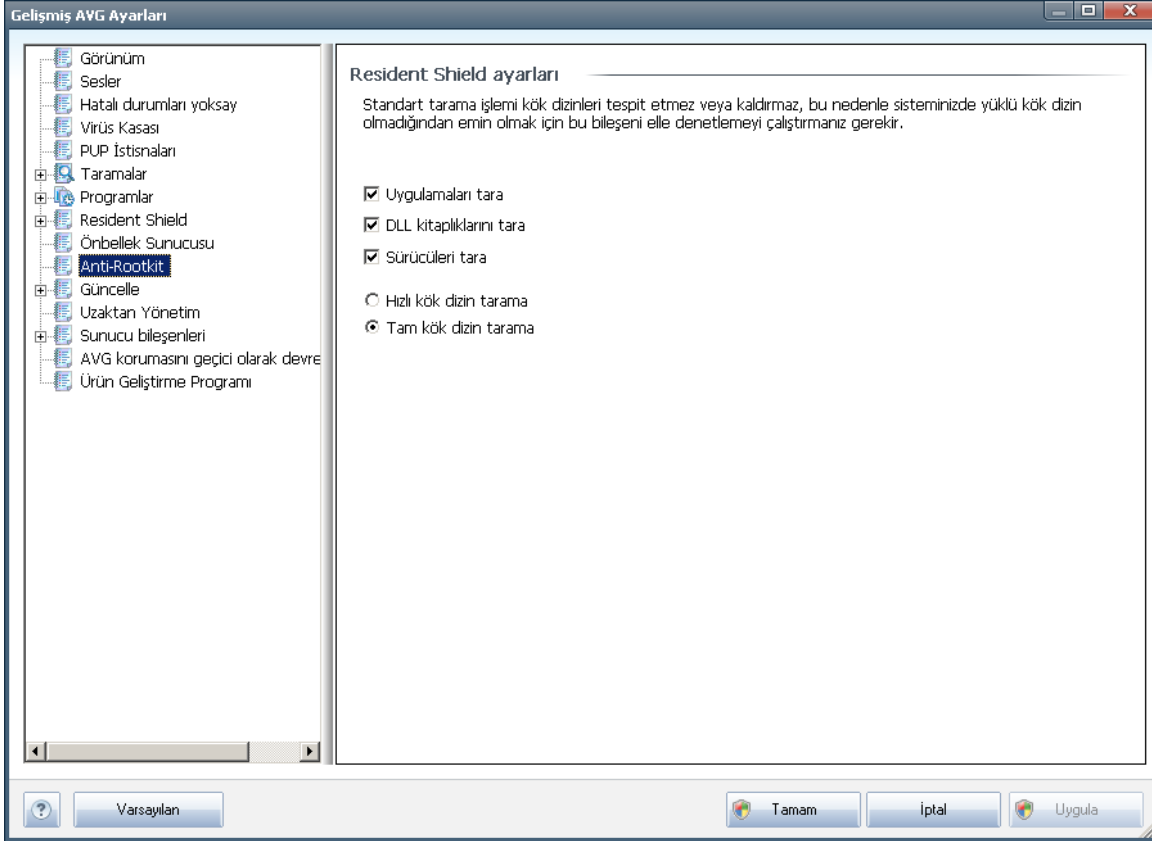 Gelişmiş AVG Ayarları
Görünüm
Sesler
Hatalı durumları yoksay
Virüs Kasası
PUP İstisnaları
Taramalar
Programlar
Resident Shield
Önbellek Sunucusu
Anti-Rootkit
Güncelle
Uzaktan Yönetim
Sunucu bileşenleri
AVG korumasını geçici olarak devre
Ürün Geliştirme Programı
Resident Shield ayarları
Standart tarama işlemi kök dizinleri tespit etmez veya kaldırmaz, bu nedenle sisteminizde yüklü kök dizin
olmadığından emin olmak için bu bileşeni elle denetlemeyi çalıştırmanız gerekir.
Uygulamaları tara
DLL kitaplıklarını tara
Sürücüleri tara
Hızlı kök dizin tarama
Tam kök dizin tarama
? Varsayılan Tamam İptal Uygula